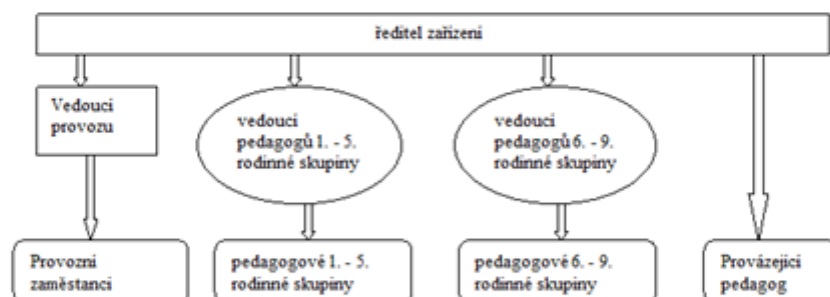 ředitel zařízení
Vedoucí
provozu
vedoucí
pedagogů 1. - 5.
rodinné skupiny
vedoucí
pedagogů 6. - 9.
rodinné skupiny
Provozní
zaměstanci
pedagogové 1. - 5.
rodinné skupiny
pedagogové 6. - 9.
rodinné skupiny
Provázející
pedagog